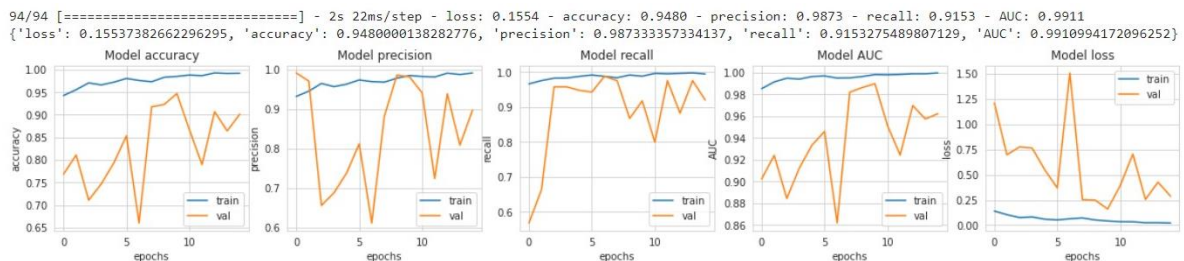 94/94 [==============================] - 2s 22ms/step - loss: 0.1554 - accuracy: 0.9480 - precision: 0.9873 - recall: 0.9153 - AUC: 0.9911
{'loss': 0.15537382662296295, 'accuracy': 0.9480000138282776, 'precision': 0.987333357334137, 'recall': 0.9153275489807129, 'AUC': 0.9910994172096252}
Model accuracy
accuracy
1.00
0.95
0.90
0.85
0.80
0.75
0.70
0.65
0 5 10
epochs
train
val
Model precision
precision
1.0
0.9
0.8
0.7
0.6
0 5 10
epochs
train
val
Model recall
recall
1.0
0.9
0.8
0.7
0.6
0 5 10
epochs
train
val
Model AUC
AUC
1.00
0.98
0.96
0.94
0.92
0.90
0.88
0.86
0 5 10
epochs
train
val
Model loss
loss
1.50
1.25
1.00
0.75
0.50
0.25
0.00
0 5 10
epochs
train
val